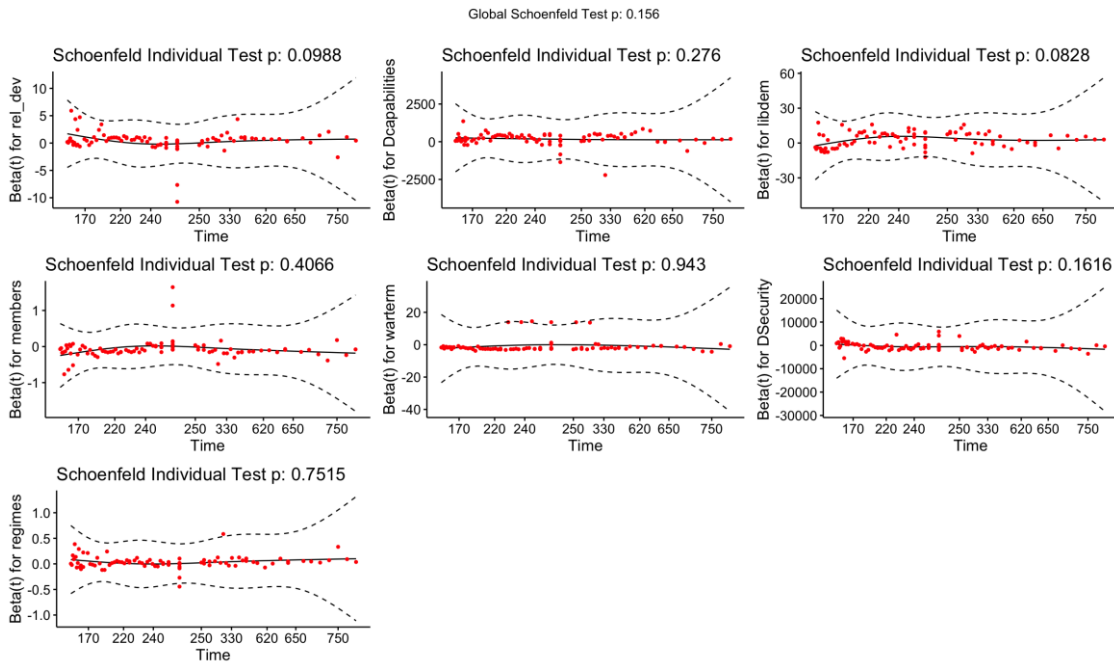 Global Schoenfeld Test p: 0.156
Schoenfeld Individual Test p: 0.0988
Beta(t) for rel_dev
10
5
0
-5
-10
170 220 240 250 330 620 650 750
Time
Schoenfeld Individual Test p: 0.276
Beta(t) for Dcapabilities
2500
0
-2500
170 220 240 250 330 620 650 750
Time
Schoenfeld Individual Test p: 0.0828
Beta(t) for libdem
60
30
0
-30
170 220 240 250 330 620 650 750
Time
Schoenfeld Individual Test p: 0.4066
Beta(t) for members
1
0
-1
170 220 240 250 330 620 650 750
Time
Schoenfeld Individual Test p: 0.943
Beta(t) for warterm
20
0
-20
-40
170 220 240 250 330 620 650 750
Time
Schoenfeld Individual Test p: 0.1616
Beta(t) for DSecurity
20000
10000
0
-10000
-20000
-30000
170 220 240 250 330 620 650 750
Time
Schoenfeld Individual Test p: 0.7515
Beta(t) for regimes
1.0
0.5
0.0
-0.5
-1.0
170 220 240 250 330 620 650 750
Time